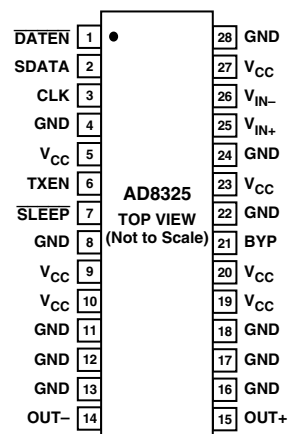 DATEN 1 28 GND
SDATA 2 27 VCC
CLK 3 26 VIN–
GND 4 25 VIN+
VCC 5 24 GND
TXEN 6 23 VCC
AD8325
SLEEP 7 22 GND
TOP VIEW
(Not to Scale)
GND 8 21 BYP
VCC 9 20 VCC
VCC 10 19 VCC
GND 11 18 GND
GND 12 17 GND
GND 13 16 GND
OUT– 14 15 OUT+